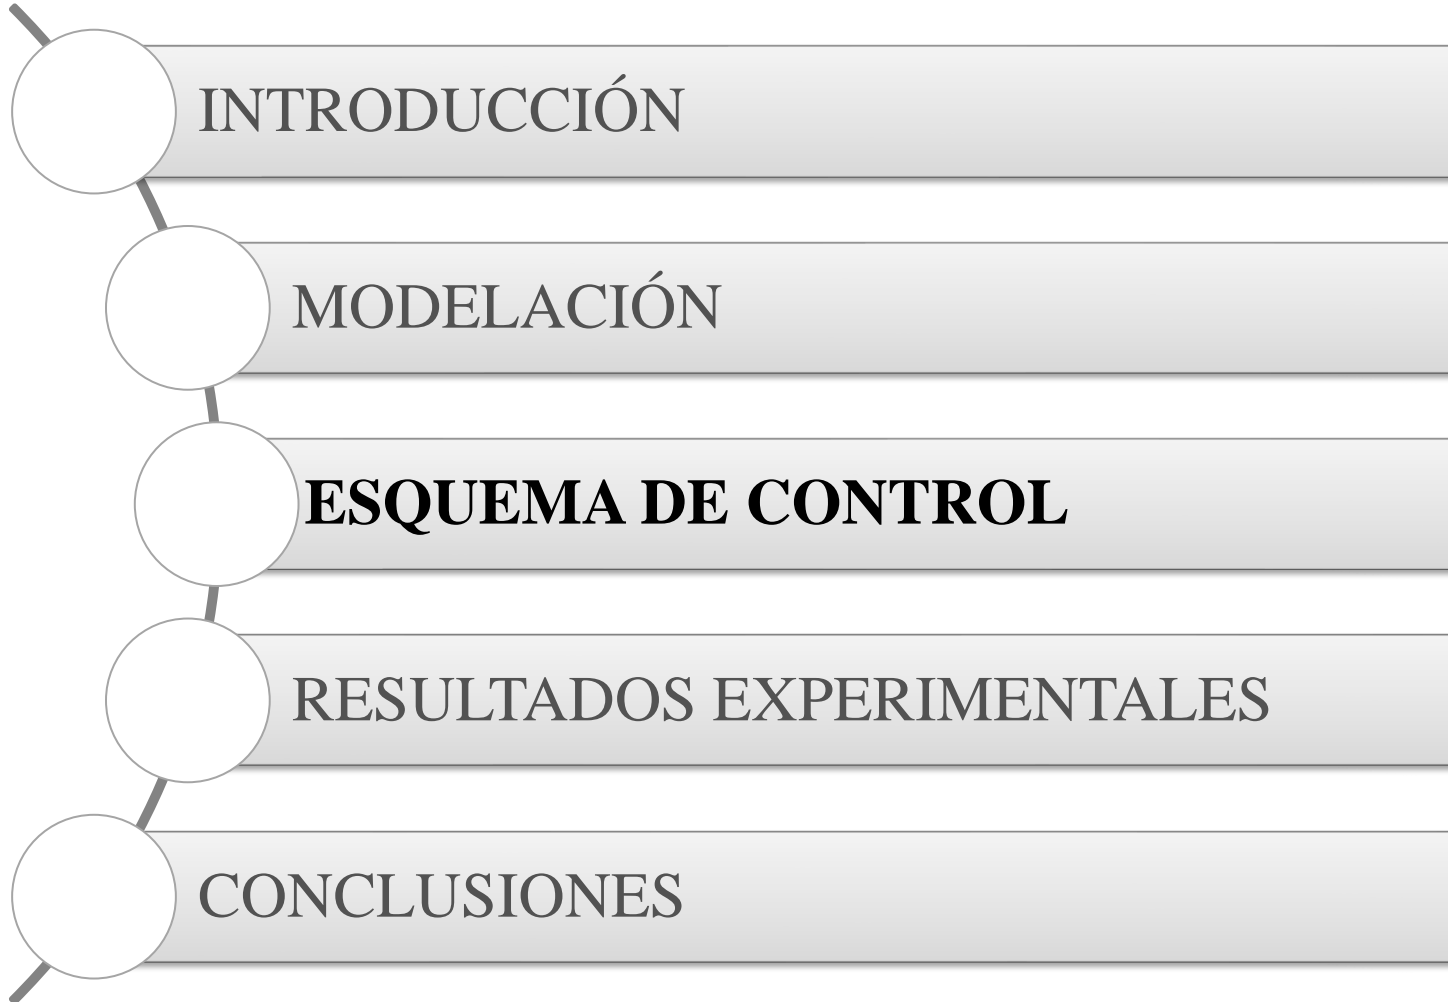 INTRODUCCIÓN
MODELACIÓN
ESQUEMA DE CONTROL
RESULTADOS EXPERIMENTALES
CONCLUSIONES